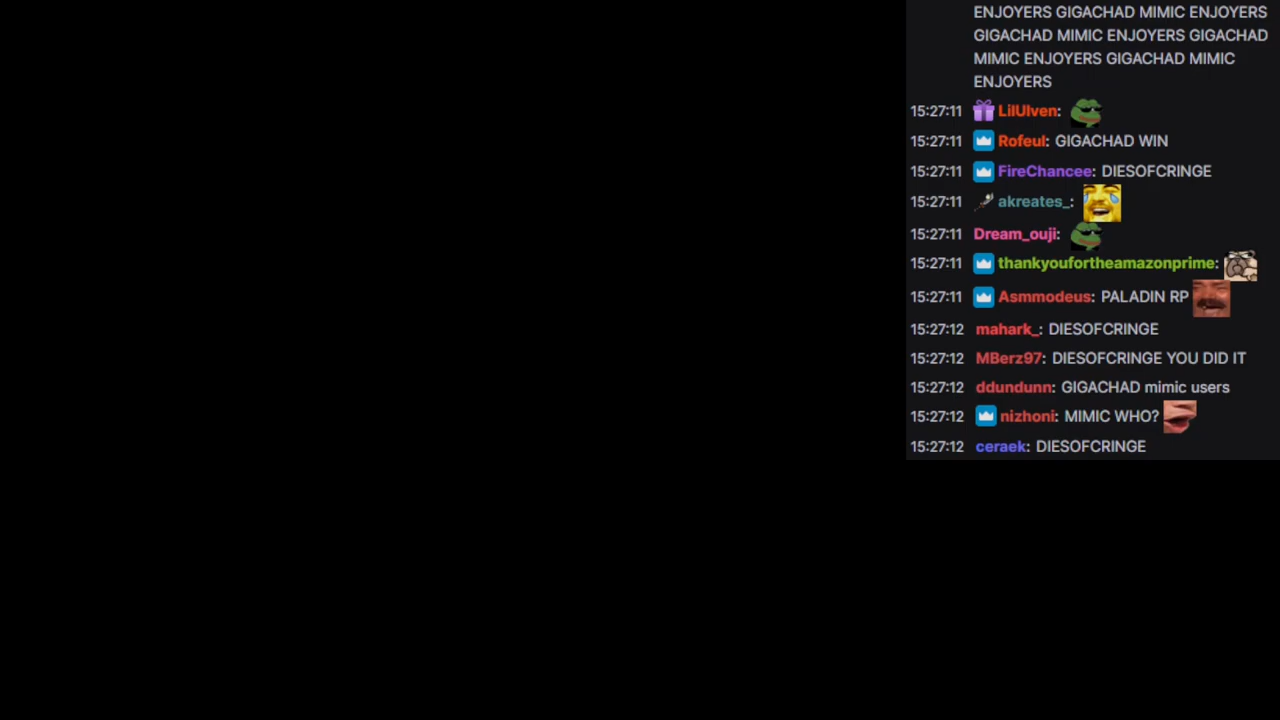 ENJOYERS GIGACHAD MIMIC ENJOYERS
GIGACHAD MIMIC ENJOYERS GIGACHAD
MIMIC ENJOYERS GIGACHAD MIMIC
ENJOYERS
15:27:11 LilUlven:
15:27:11 Rofeul: GIGACHAD WIN
15:27:11 FireChancee: DIESOFCRINGE
15:27:11 akreates_:
15:27:11 Dream_ouji:
15:27:11 thankyoufortheamazonprime:
15:27:11 Asmmodeus: PALADIN RP
15:27:12 mahark_: DIESOFCRINGE
15:27:12 MBerz97: DIESOFCRINGE YOU DID IT
15:27:12 ddundunn: GIGACHAD mimic users
15:27:12 nizhoni: MIMIC WHO?
15:27:12 ceraek: DIESOFCRINGE